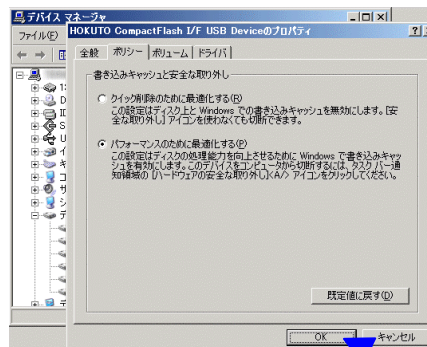 デバイス マネージャ
ファイル(F)
HOKUTO CompactFlash I/F USB Deviceのプロパティ
全般 ポリシー ボリューム ドライバ
書き込みキャッシュと安全な取り外し
クイック削除のために最適化する(R)
この設定はディスク上と Windows での書き込みキャッシュを無効にします。[安
全な取り外し] アイコンを使わなくても切断できます。
パフォーマンスのために最適化する(P)
この設定はディスクの処理能力を向上させるために Windows で書き込みキャッ
シュを有効にします。このデバイスをコンピュータから切断するには、タスク バー通
知領域の [ハードウェアの安全な取り外し]<A/> アイコンをクリックしてください。
既定値に戻す(D)
OK キャンセル